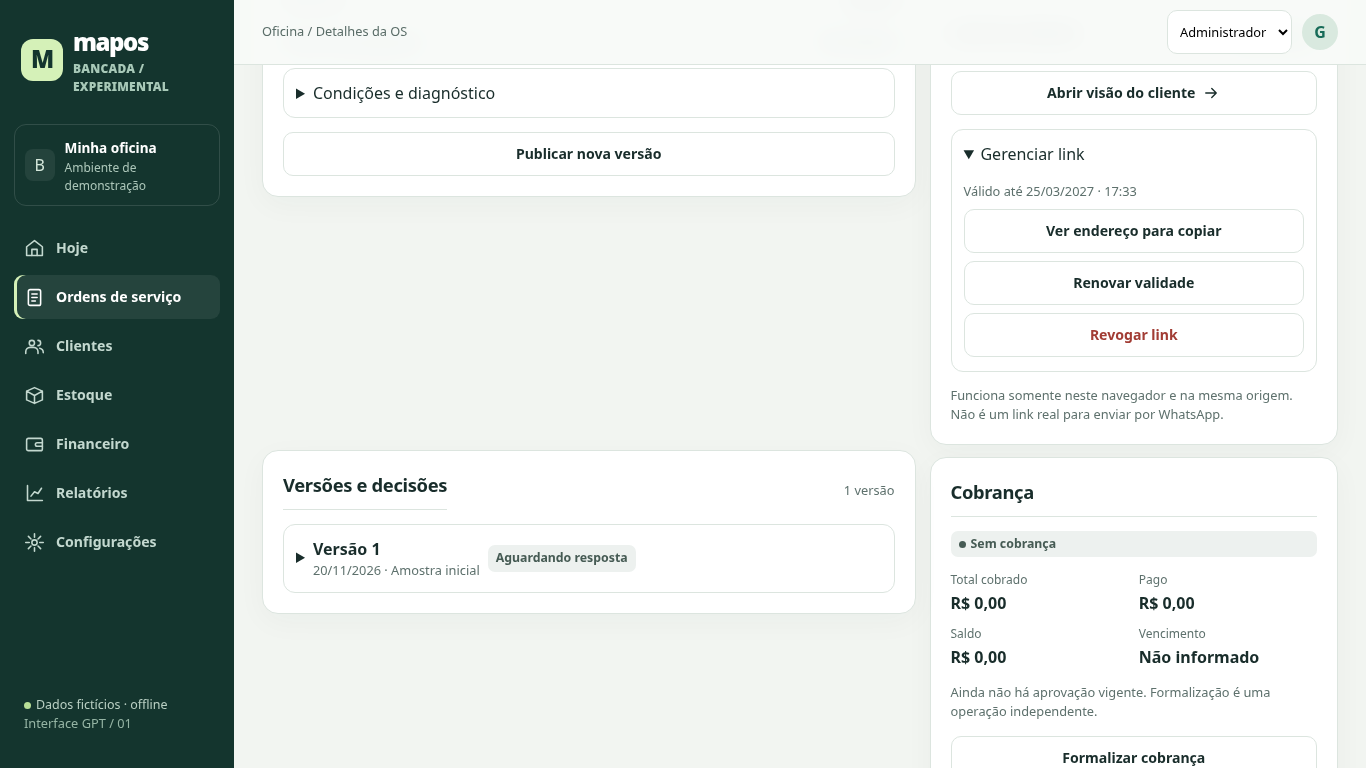 M
mapos
BANCADA /
EXPERIMENTAL
B
Minha oficina
Ambiente de
demonstração
Hoje
Ordens de serviço
Clientes
Estoque
Financeiro
Relatórios
Configurações
Dados fictícios · offline
Interface GPT / 01
Oficina / Detalhes da OS
Administrador
G
Condições e diagnóstico
Publicar nova versão
Versões e decisões
1 versão
Versão 1
20/11/2026 · Amostra inicial
Aguardando resposta
Abrir visão do cliente →
Gerenciar link
Válido até 25/03/2027 · 17:33
Ver endereço para copiar
Renovar validade
Revogar link
Funciona somente neste navegador e na mesma origem.
Não é um link real para enviar por WhatsApp.
Cobrança
Sem cobrança
Total cobrado
R$ 0,00
Pago
R$ 0,00
Saldo
R$ 0,00
Vencimento
Não informado
Ainda não há aprovação vigente. Formalização é uma
operação independente.
Formalizar cobrança